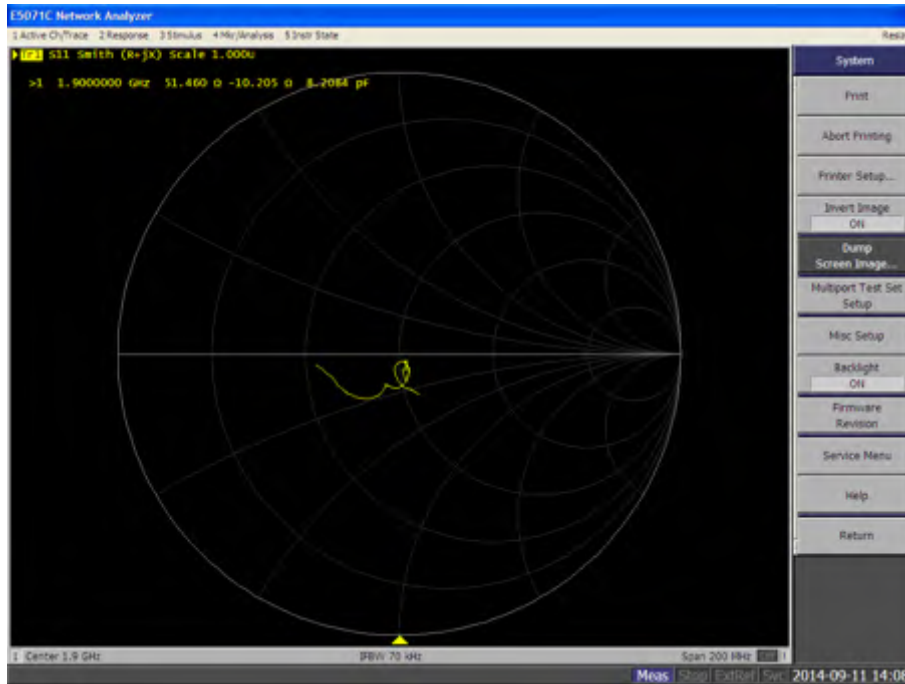 E5071C Network Analyzer
1 Active Ch/Trace 2 Response 3 Stimulus 4 Mkr/Analysis 5 Instr State
Tr1 S11 Smith (R+jX) Scale 1.000U
>1 1.9000000 GHz 51.460 Ω -10.205 Ω 8.2084 pF
System
Print
Abort Printing
Printer Setup...
Invert Image
ON
Dump
Screen Image...
Multiport Test Set
Setup
Misc Setup
Backlight
ON
Firmware
Revision
Service Menu
Help
Return
1 Center 1.9 GHz IFBW 70 kHz Span 200 MHz
Meas Stop ExtRef Svc 2014-09-11 14:08